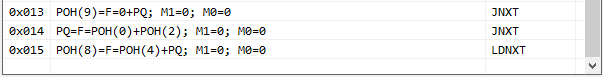 0x013 POH(9)=F=0+PQ; M1=0; M0=0 JNXT
0x014 PQ=F=POH(0)+POH(2); M1=0; M0=0 JNXT
0x015 POH(8)=F=POH(4)+PQ; M1=0; M0=0 LDNXT